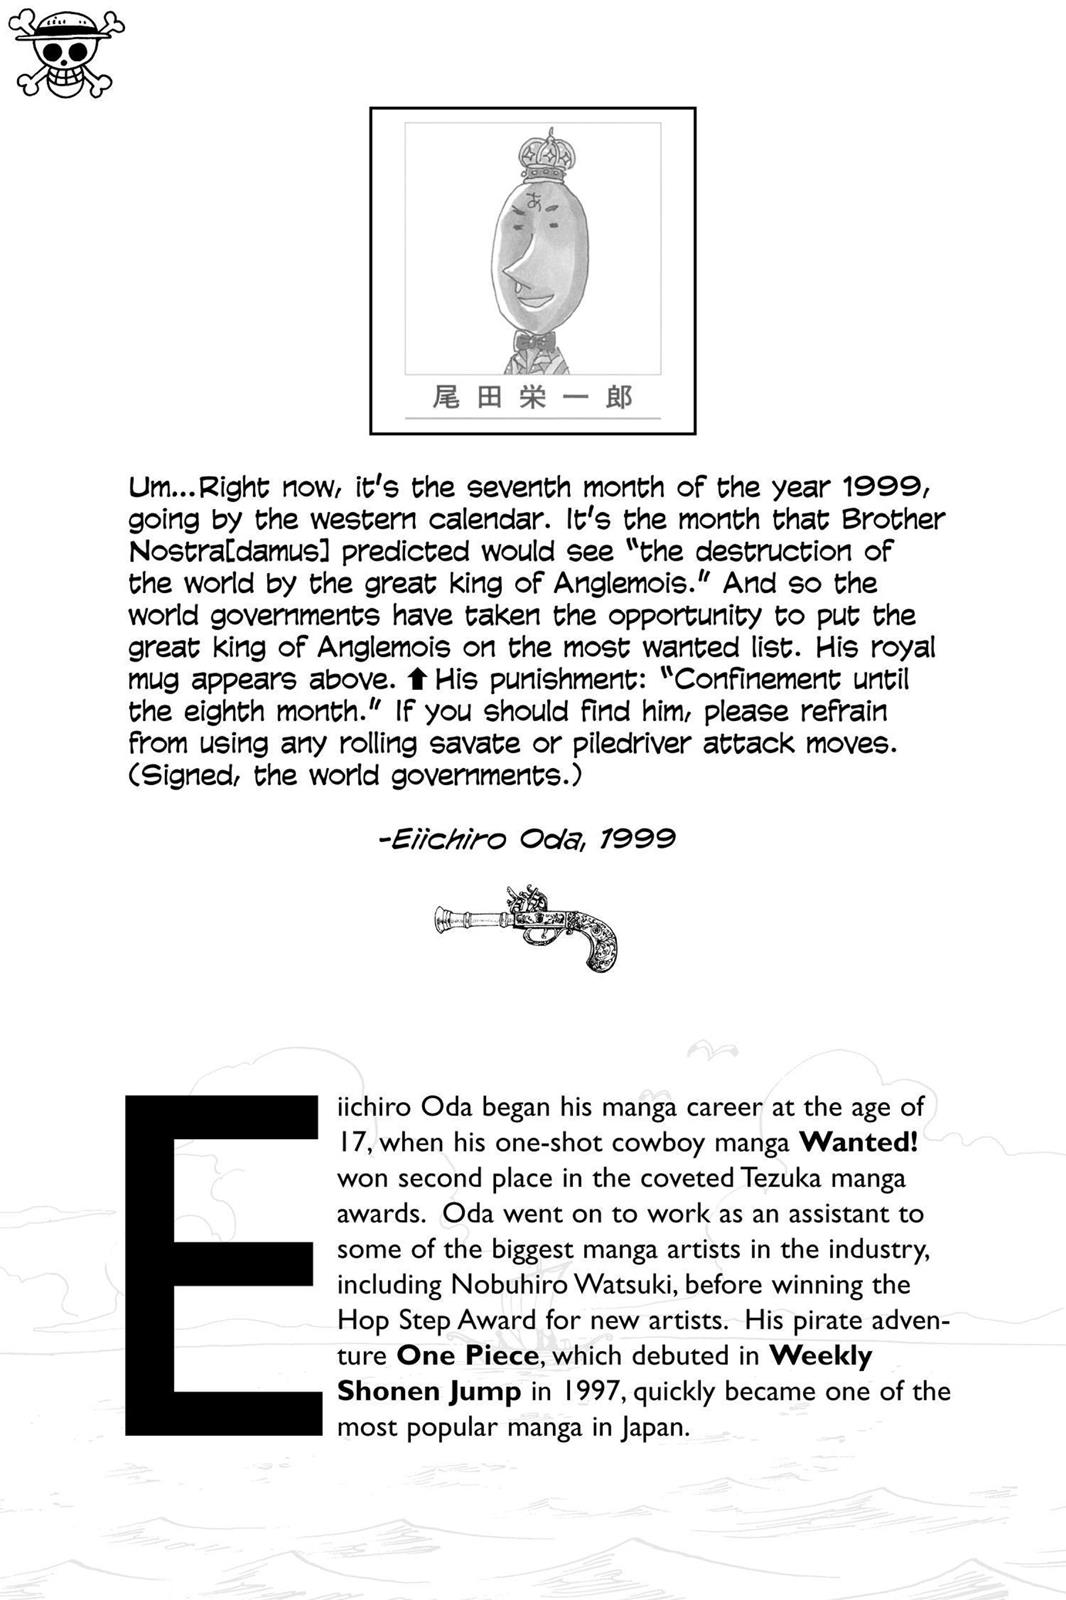 あ
尾田栄一郎
Um...Right now, it's the seventh month of the year 1999,
going by the western calendar. It's the month that Brother
Nostra[damus] predicted would see "the destruction of
the world by the great king of Anglemois." And so the
world governments have taken the opportunity to put the
great king of Anglemois on the most wanted list. His royal
mug appears above. ⬆ His punishment: "Confinement until
the eighth month." If you should find him, please refrain
from using any rolling savate or piledriver attack moves.
(Signed, the world governments.)
-Eiichiro Oda, 1999
Eiichiro Oda began his manga career at the age of
17, when his one-shot cowboy manga Wanted!
won second place in the coveted Tezuka manga
awards. Oda went on to work as an assistant to
some of the biggest manga artists in the industry,
including Nobuhiro Watsuki, before winning the
Hop Step Award for new artists. His pirate adven-
ture One Piece, which debuted in Weekly
Shonen Jump in 1997, quickly became one of the
most popular manga in Japan.